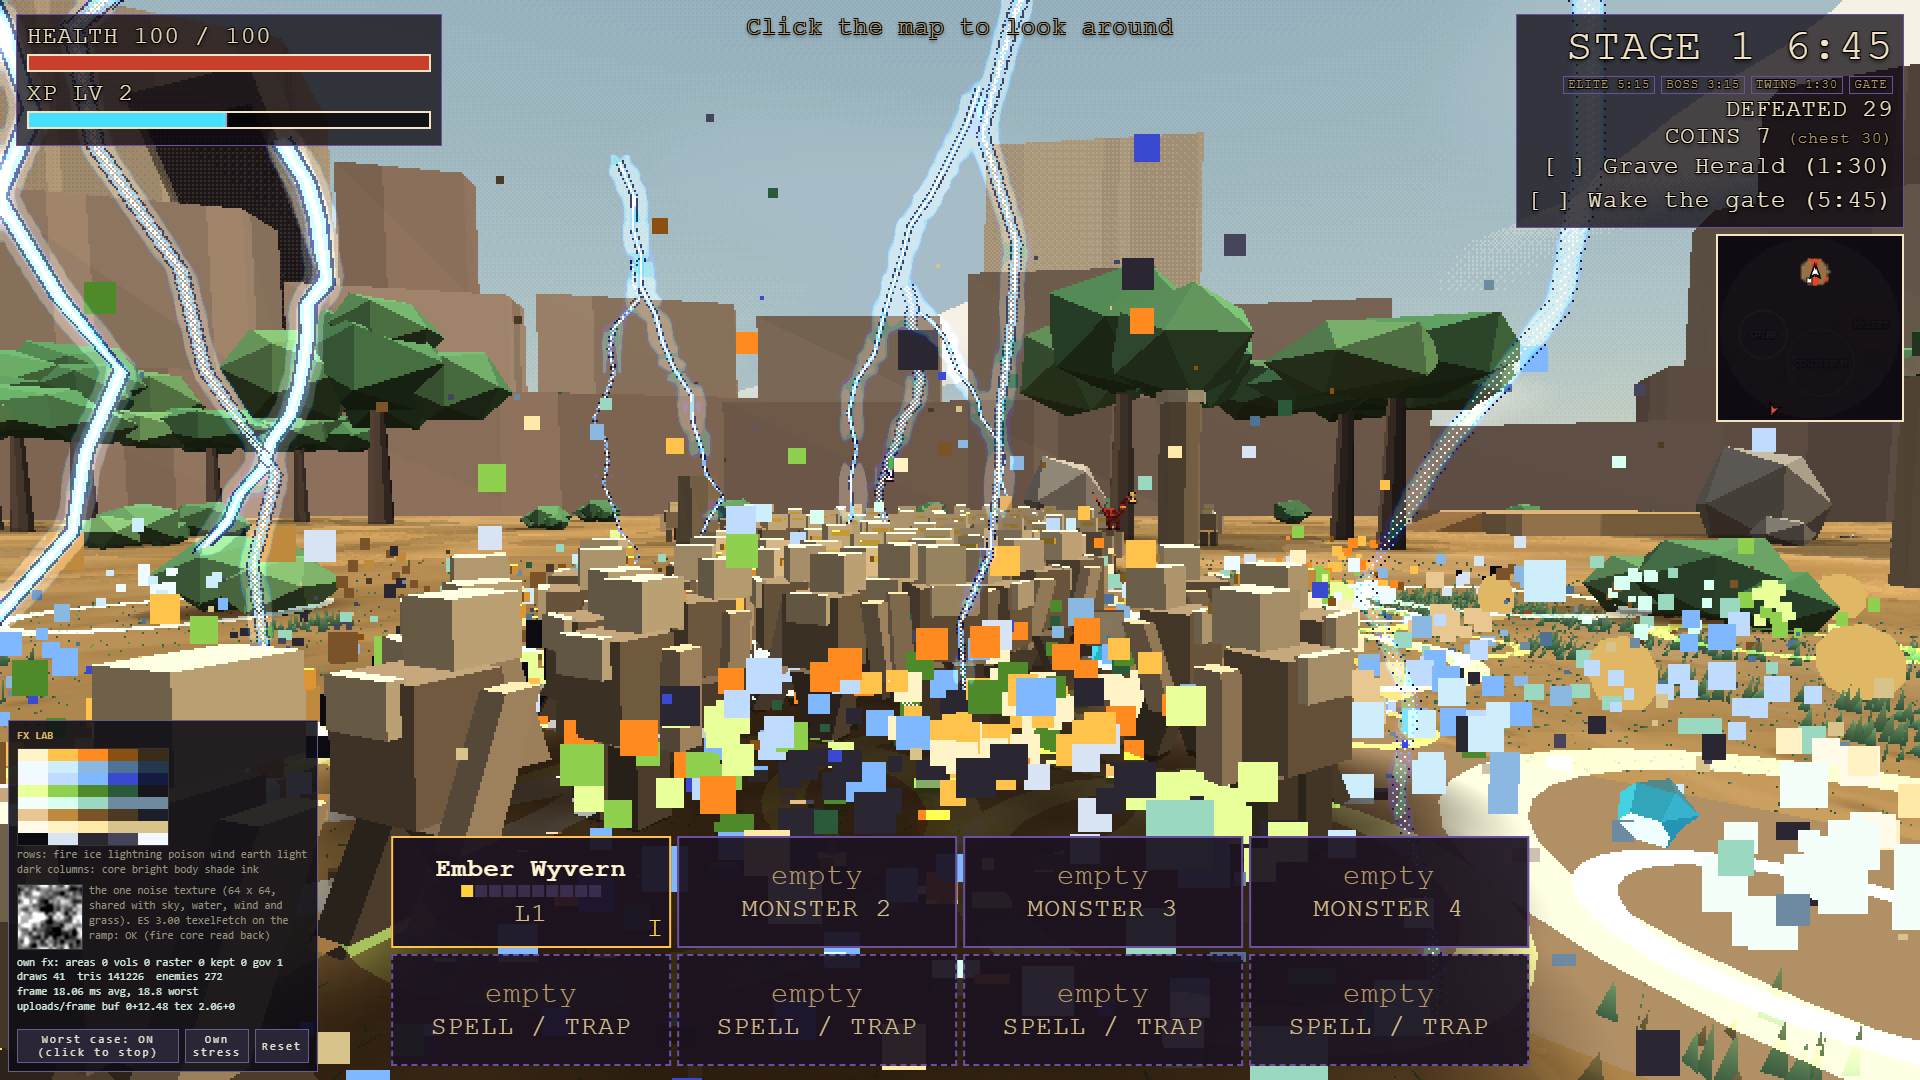 HEALTH 100 / 100
XP LV 2
Click the map to look around
STAGE 1 6:45
ELITE 5:15 BOSS 3:15 TWINS 1:30 GATE
DEFEATED 29
COINS 7 (chest 30)
[ ] Grave Herald (1:30)
[ ] Wake the gate (5:45)
FX LAB
rows: fire ice lightning poison wind earth light
dark columns: core bright body shade ink
the one noise texture (64 x 64,
shared with sky, water, wind and
grass). ES 3.00 texelFetch on the
ramp: OK (fire core read back)
own fx: areas 0 vols 0 raster 0 kept 0 gov 1
draws 41 tris 141226 enemies 272
frame 18.06 ms avg, 18.8 worst
uploads/frame buf 0+12.48 tex 2.06+0
Worst case: ON
(click to stop)
Own
stress
Reset
Ember Wyvern
L1
I
empty
MONSTER 2
empty
MONSTER 3
empty
MONSTER 4
empty
SPELL / TRAP
empty
SPELL / TRAP
empty
SPELL / TRAP
empty
SPELL / TRAP